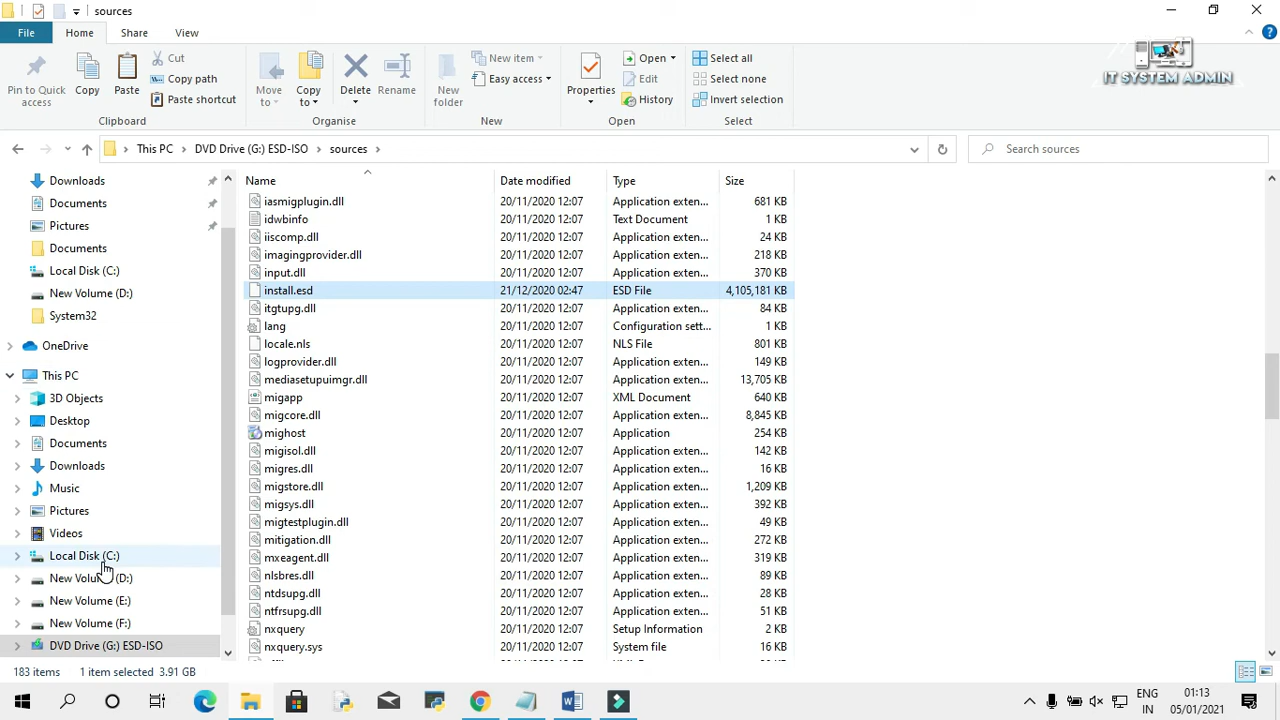 sources
File Home Share View
Pin to Quick access
Copy
Paste
Cut
Copy path
Paste shortcut
Clipboard
Move to
Copy to
Delete
Rename
Organise
New folder
New item
Easy access
New
Properties
Open
Edit
History
Open
Select all
Select none
Invert selection
Select
IT SYSTEM ADMIN
This PC > DVD Drive (G:) ESD-ISO > sources >
Search sources
Downloads
Documents
Pictures
Documents
Local Disk (C:)
New Volume (D:)
System32
OneDrive
This PC
3D Objects
Desktop
Documents
Downloads
Music
Pictures
Videos
Local Disk (C:)
New Volume (D:)
New Volume (E:)
New Volume (F:)
DVD Drive (G:) ESD-ISO
Name Date modified Type Size
iasmigplugin.dll 20/11/2020 12:07 Application exten... 681 KB
idwbinfo 20/11/2020 12:07 Text Document 1 KB
iiscomp.dll 20/11/2020 12:07 Application exten... 24 KB
imagingprovider.dll 20/11/2020 12:07 Application exten... 218 KB
input.dll 20/11/2020 12:07 Application exten... 370 KB
install.esd 21/12/2020 02:47 ESD File 4,105,181 KB
itgtupg.dll 20/11/2020 12:07 Application exten... 84 KB
lang 20/11/2020 12:07 Configuration sett... 1 KB
locale.nls 20/11/2020 12:07 NLS File 801 KB
logprovider.dll 20/11/2020 12:07 Application exten... 149 KB
mediasetupuimgr.dll 20/11/2020 12:07 Application exten... 13,705 KB
migapp 20/11/2020 12:07 XML Document 640 KB
migcore.dll 20/11/2020 12:07 Application exten... 8,845 KB
mighost 20/11/2020 12:07 Application 254 KB
migisol.dll 20/11/2020 12:07 Application exten... 142 KB
migres.dll 20/11/2020 12:07 Application exten... 16 KB
migstore.dll 20/11/2020 12:07 Application exten... 1,209 KB
migsys.dll 20/11/2020 12:07 Application exten... 392 KB
migtestplugin.dll 20/11/2020 12:07 Application exten... 49 KB
mitigation.dll 20/11/2020 12:07 Application exten... 272 KB
mxeagent.dll 20/11/2020 12:07 Application exten... 319 KB
nlsbres.dll 20/11/2020 12:07 Application exten... 89 KB
ntdsupg.dll 20/11/2020 12:07 Application exten... 28 KB
ntfrsupg.dll 20/11/2020 12:07 Application exten... 51 KB
nxquery 20/11/2020 12:07 Setup Information 2 KB
nxquery.sys 20/11/2020 12:07 System file 16 KB
183 items 1 item selected 3.91 GB
ENG 01:13
IN 05/01/2021